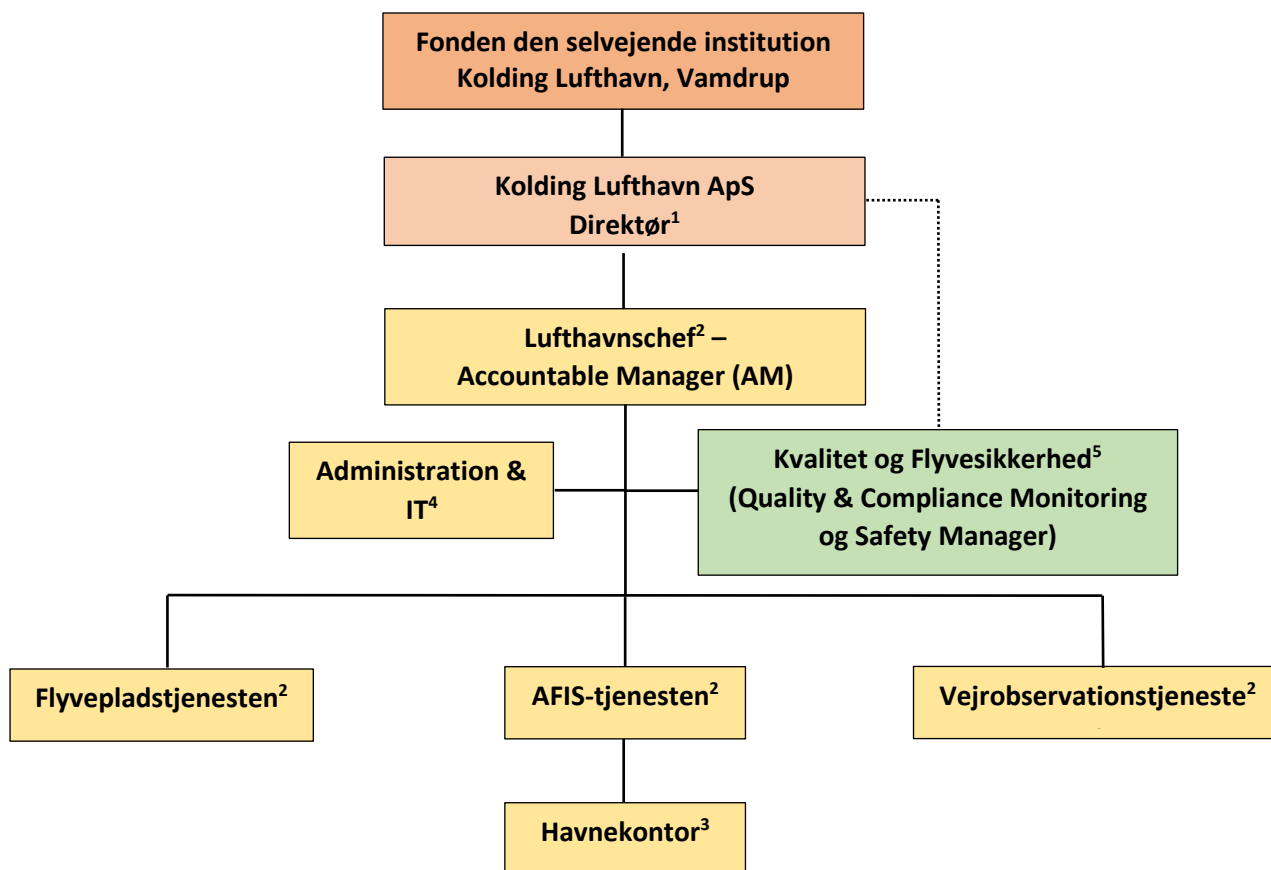 Fonden den selvejende institution
Kolding Lufthavn, Vamdrup
Kolding Lufthavn ApS
Direktør¹
Lufthavnschef² –
Accountable Manager (AM)
Administration &
IT⁴
Kvalitet og Flyvesikkerhed⁵
(Quality & Compliance Monitoring
og Safety Manager)
Flyvepladstjenesten²
AFIS-tjenesten²
Vejrobservationstjeneste²
Havnekontor³